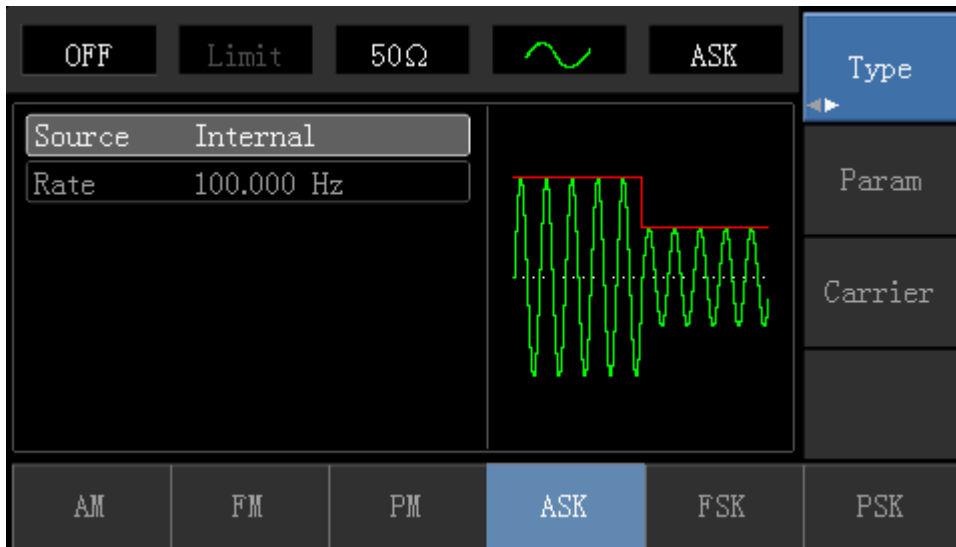 OFF Limit 50Ω ASK
Type
Source Internal
Rate 100.000 Hz
Param
Carrier
AM FM PM ASK FSK PSK